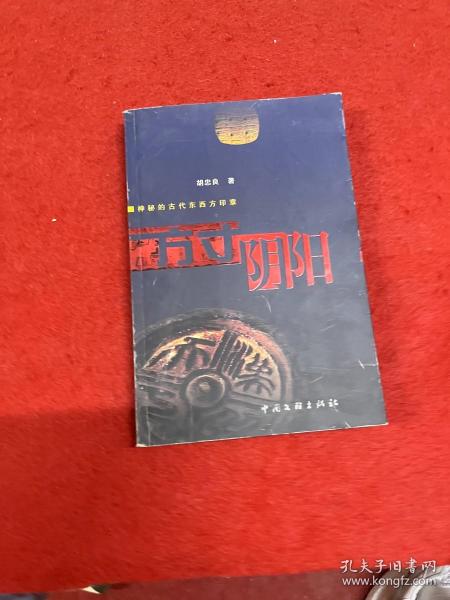 胡忠良 著
神秘的古代东西方印章
阴阳
中国文联出版社
孔夫子旧书网
www.kongfz.com